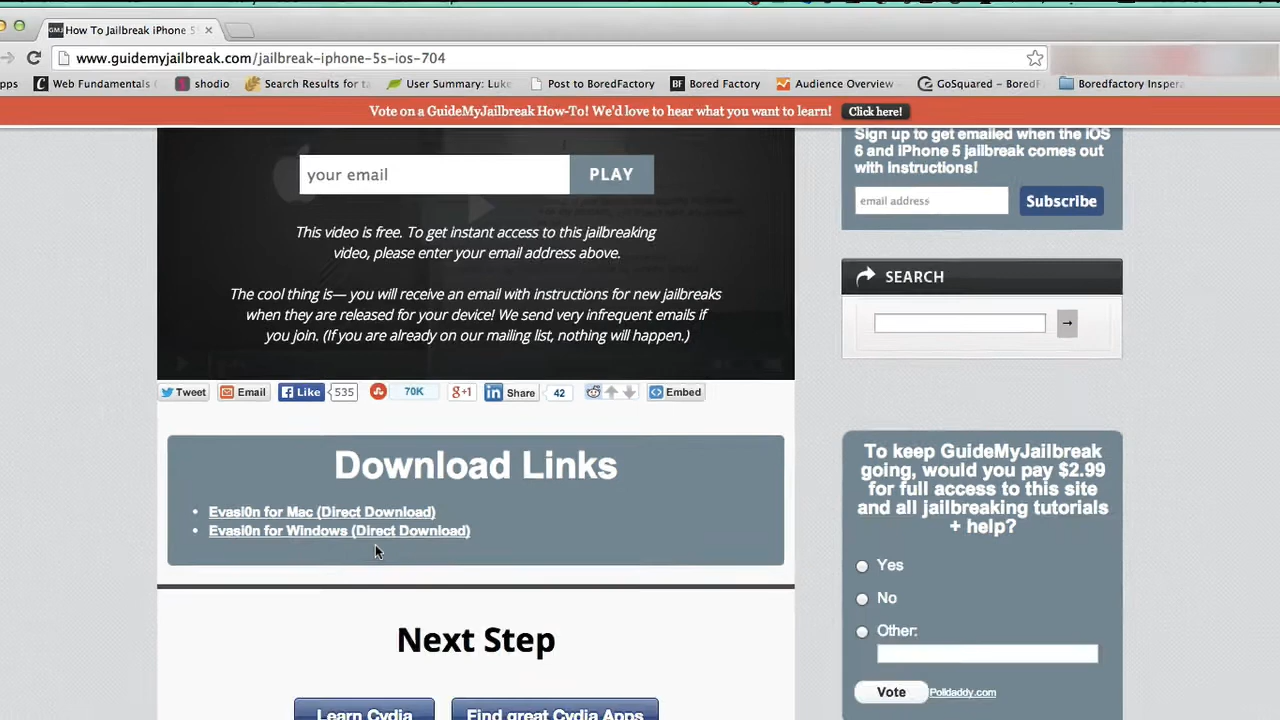 How To Jailbreak iPhone 5
www.guidemyjailbreak.com/jailbreak-iphone-5s-ios-704
pps
Web Fundamentals
shodio
Search Results for ta
User Summary: Luke
Post to BoredFactory
Bored Factory
Audience Overview
GoSquared – BoredF
Boredfactory Inspera
Vote on a GuideMyJailbreak How-To! We'd love to hear what you want to learn!
Click here!
your email
PLAY
This video is free. To get instant access to this jailbreaking
video, please enter your email address above.
The cool thing is— you will receive an email with instructions for new jailbreaks
when they are released for your device! We send very infrequent emails if
you join. (If you are already on our mailing list, nothing will happen.)
Tweet
Email
Like
535
70K
g+1
Share
42
Embed
Download Links
• Evasi0n for Mac (Direct Download)
• Evasi0n for Windows (Direct Download)
Next Step
Learn Cydia
Find great Cydia Apps
Sign up to get emailed when the iOS
6 and iPhone 5 jailbreak comes out
with instructions!
email address
Subscribe
SEARCH
To keep GuideMyJailbreak
going, would you pay $2.99
for full access to this site
and all jailbreaking tutorials
+ help?
Yes
No
Other:
Vote
Polldaddy.com